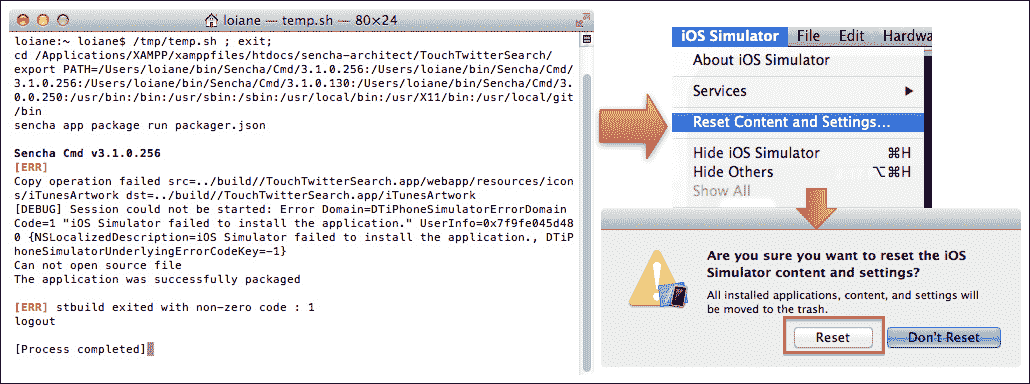 loiane — temp.sh — 80×24
loiane:~ loiane$ /tmp/temp.sh ; exit;
cd /Applications/XAMPP/xamppfiles/htdocs/sencha-architect/TouchTwitterSearch/
export PATH=/Users/loiane/bin/Sencha/Cmd/3.1.0.256:/Users/loiane/bin/Sencha/Cmd/
3.1.0.256:/Users/loiane/bin/Sencha/Cmd/3.1.0.130:/Users/loiane/bin/Sencha/Cmd/3.
0.0.250:/usr/bin:/bin:/usr/sbin:/sbin:/usr/local/bin:/usr/X11/bin:/usr/local/git
/bin
sencha app package run packager.json
Sencha Cmd v3.1.0.256
[ERR]
Copy operation failed src=../build//TouchTwitterSearch.app/webapp/resources/icon
s/iTunesArtwork dst=../build//TouchTwitterSearch.app/iTunesArtwork
[DEBUG] Session could not be started: Error Domain=DTiPhoneSimulatorErrorDomain
Code=1 "iOS Simulator failed to install the application." UserInfo=0x7f9fe045d48
0 {NSLocalizedDescription=iOS Simulator failed to install the application., DTiP
honeSimulatorUnderlyingErrorCodeKey=-1}
Can not open source file
The application was successfully packaged
[ERR] stbuild exited with non-zero code : 1
logout
[Process completed]
iOS Simulator File Edit Hardwa
About iOS Simulator
Services
Reset Content and Settings...
Hide iOS Simulator ⌘H
Hide Others ⌥⌘H
Show All
Are you sure you want to reset the iOS
Simulator content and settings?
All installed applications, content, and settings will
be moved to the trash.
Reset Don't Reset